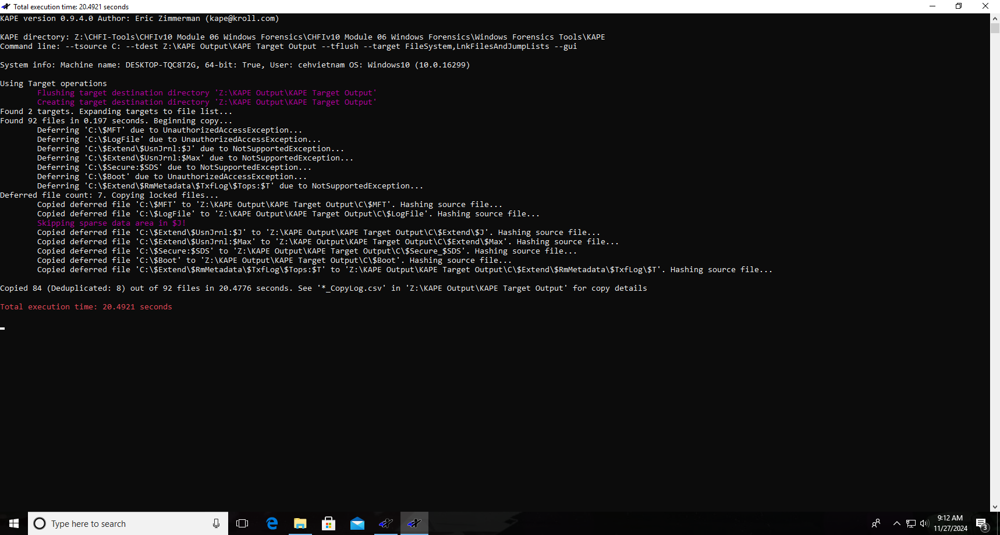 Total execution time: 20.4921 seconds
KAPE version 0.9.4.0 Author: Eric Zimmerman (kape@kroll.com)
KAPE directory: Z:\CHFI-Tools\CHFIv10 Module 06 Windows Forensics\CHFIv10 Module 06 Windows Forensics\Windows Forensics Tools\KAPE
Command line: --tsource C: --tdest Z:\KAPE Output\KAPE Target Output --tflush --target FileSystem,LnkFilesAndJumpLists --gui
System info: Machine name: DESKTOP-TQC8T2G, 64-bit: True, User: cehvietnam OS: Windows10 (10.0.16299)
Using Target operations
Flushing target destination directory 'Z:\KAPE Output\KAPE Target Output'
Creating target destination directory 'Z:\KAPE Output\KAPE Target Output'
Found 2 targets. Expanding targets to file list...
Found 92 files in 0.197 seconds. Beginning copy...
Deferring 'C:\$MFT' due to UnauthorizedAccessException...
Deferring 'C:\$LogFile' due to UnauthorizedAccessException...
Deferring 'C:\$Extend\$UsnJrnl:$J' due to NotSupportedException...
Deferring 'C:\$Extend\$UsnJrnl:$Max' due to NotSupportedException...
Deferring 'C:\$Secure:$SDS' due to NotSupportedException...
Deferring 'C:\$Boot' due to UnauthorizedAccessException...
Deferring 'C:\$Extend\$RmMetadata\$TxfLog\$Tops:$T' due to NotSupportedException...
Deferred file count: 7. Copying locked files...
Copied deferred file 'C:\$MFT' to 'Z:\KAPE Output\KAPE Target Output\C\$MFT'. Hashing source file...
Copied deferred file 'C:\$LogFile' to 'Z:\KAPE Output\KAPE Target Output\C\$LogFile'. Hashing source file...
Skipping sparse data area in $J!
Copied deferred file 'C:\$Extend\$UsnJrnl:$J' to 'Z:\KAPE Output\KAPE Target Output\C\$Extend\$J'. Hashing source file...
Copied deferred file 'C:\$Extend\$UsnJrnl:$Max' to 'Z:\KAPE Output\KAPE Target Output\C\$Extend\$Max'. Hashing source file...
Copied deferred file 'C:\$Secure:$SDS' to 'Z:\KAPE Output\KAPE Target Output\C\$Secure_$SDS'. Hashing source file...
Copied deferred file 'C:\$Boot' to 'Z:\KAPE Output\KAPE Target Output\C\$Boot'. Hashing source file...
Copied deferred file 'C:\$Extend\$RmMetadata\$TxfLog\$Tops:$T' to 'Z:\KAPE Output\KAPE Target Output\C\$Extend\$RmMetadata\$TxfLog\$T'. Hashing source file...
Copied 84 (Deduplicated: 8) out of 92 files in 20.4776 seconds. See '*_CopyLog.csv' in 'Z:\KAPE Output\KAPE Target Output' for copy details
Total execution time: 20.4921 seconds
Type here to search
9:12 AM
11/27/2024
3